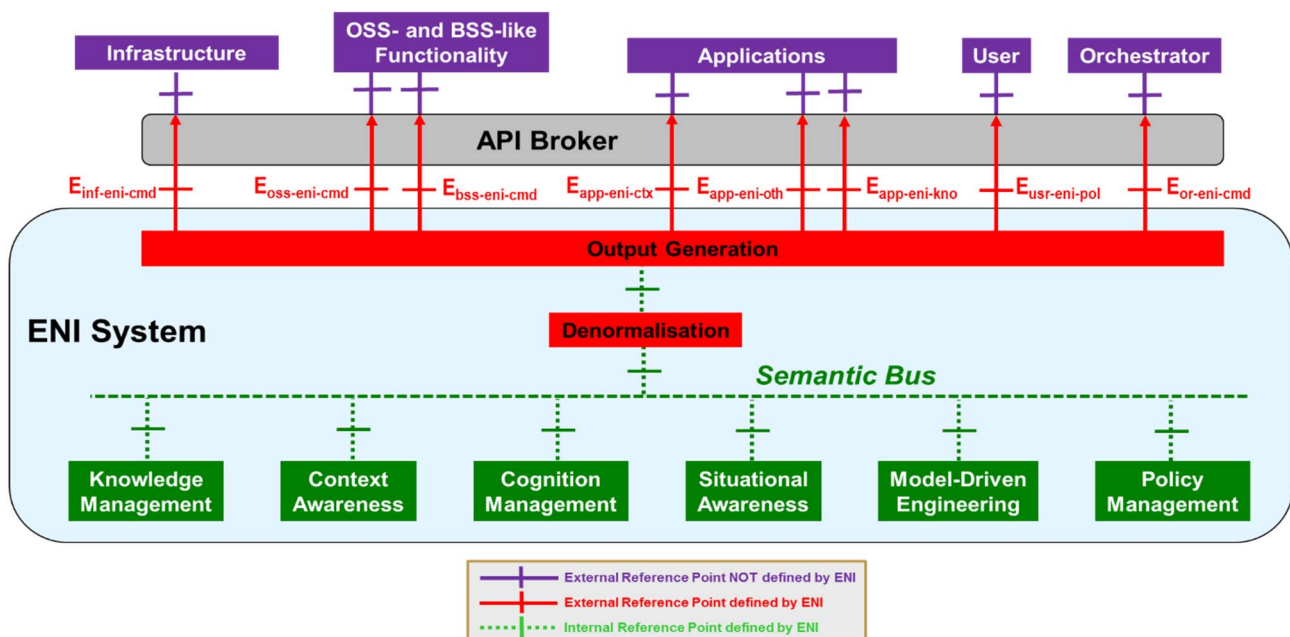 OSS- and BSS-like
Functionality
Infrastructure
Applications
User
Orchestrator
API Broker
Einf-eni-cmd
Eoss-eni-cmd
Ebss-eni-cmd
Eapp-eni-ctx
Eapp-eni-oth
Eapp-eni-kno
Eusr-eni-pol
Eor-eni-cmd
Output Generation
ENI System
Denormalisation
Semantic Bus
Knowledge
Management
Context
Awareness
Cognition
Management
Situational
Awareness
Model-Driven
Engineering
Policy
Management
External Reference Point NOT defined by ENI
External Reference Point defined by ENI
Internal Reference Point defined by ENI